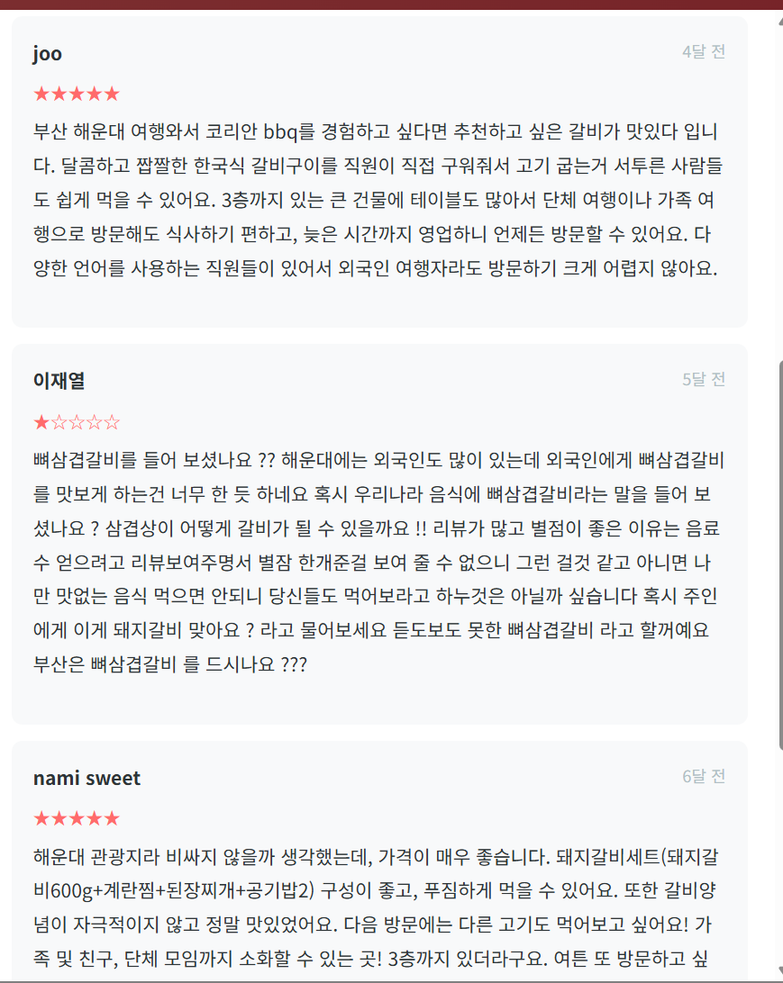 joo
4달 전
★★★★★
부산 해운대 여행와서 코리안 bbq를 경험하고 싶다면 추천하고 싶은 갈비가 맛있다 입니
다. 달콤하고 짭짤한 한국식 갈비구이를 직원이 직접 구워줘서 고기 굽는거 서투른 사람들
도 쉽게 먹을 수 있어요. 3층까지 있는 큰 건물에 테이블도 많아서 단체 여행이나 가족 여
행으로 방문해도 식사하기 편하고, 늦은 시간까지 영업하니 언제든 방문할 수 있어요. 다
양한 언어를 사용하는 직원들이 있어서 외국인 여행자라도 방문하기 크게 어렵지 않아요.
이재열
5달 전
★☆☆☆☆
뼈삼겹갈비를 들어 보셨나요 ?? 해운대에는 외국인도 많이 있는데 외국인에게 뼈삼겹갈비
를 맛보게 하는건 너무 한 듯 하네요 혹시 우리나라 음식에 뼈삼겹갈비라는 말을 들어 보
셨나요 ? 삼겹상이 어떻게 갈비가 될 수 있을까요 !! 리뷰가 많고 별점이 좋은 이유는 음료
수 얻으려고 리뷰보여주명서 별잠 한개준걸 보여 줄 수 없으니 그런 걸것 같고 아니면 나
만 맛없는 음식 먹으면 안되니 당신들도 먹어보라고 하누것은 아닐까 싶습니다 혹시 주인
에게 이게 돼지갈비 맞아요 ? 라고 물어보세요 듣도보도 못한 뼈삼겹갈비 라고 할꺼예요
부산은 뼈삼겹갈비 를 드시나요 ???
nami sweet
6달 전
★★★★★
해운대 관광지라 비싸지 않을까 생각했는데, 가격이 매우 좋습니다. 돼지갈비세트(돼지갈
비600g+계란찜+된장찌개+공기밥2) 구성이 좋고, 푸짐하게 먹을 수 있어요. 또한 갈비양
념이 자극적이지 않고 정말 맛있었어요. 다음 방문에는 다른 고기도 먹어보고 싶어요! 가
족 및 친구, 단체 모임까지 소화할 수 있는 곳! 3층까지 있더라구요. 여튼 또 방문하고 싶